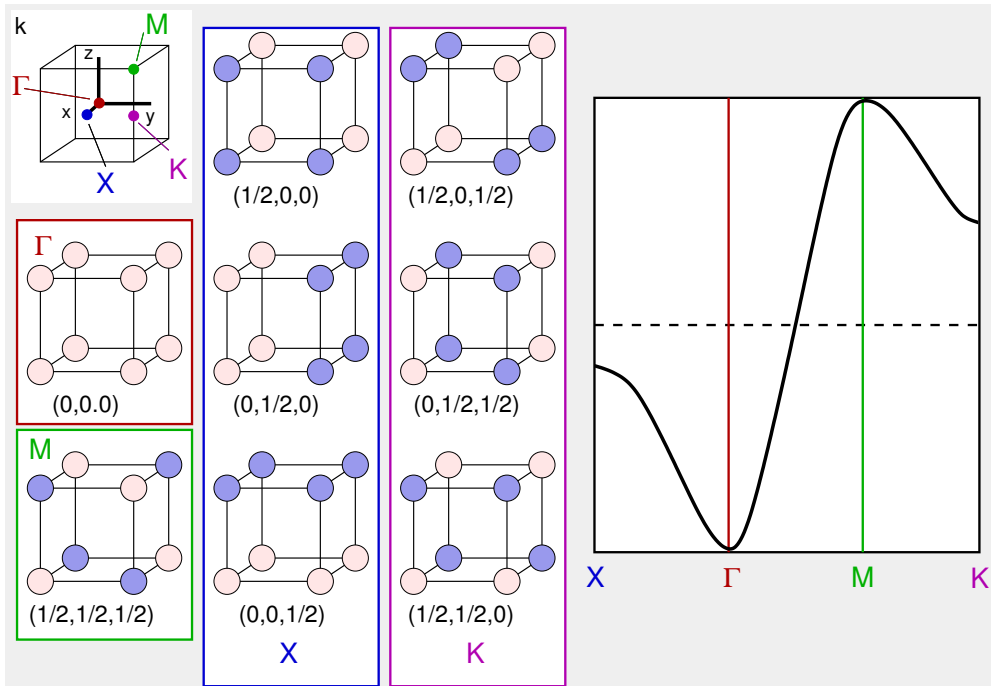 k
M
z
Γ
x
y
X
K
(1/2,0,0)
(1/2,0,1/2)
Γ
(0,0.0)
(0,1/2,0)
(0,1/2,1/2)
M
(1/2,1/2,1/2)
(0,0,1/2)
(1/2,1/2,0)
X
K
X Γ M K